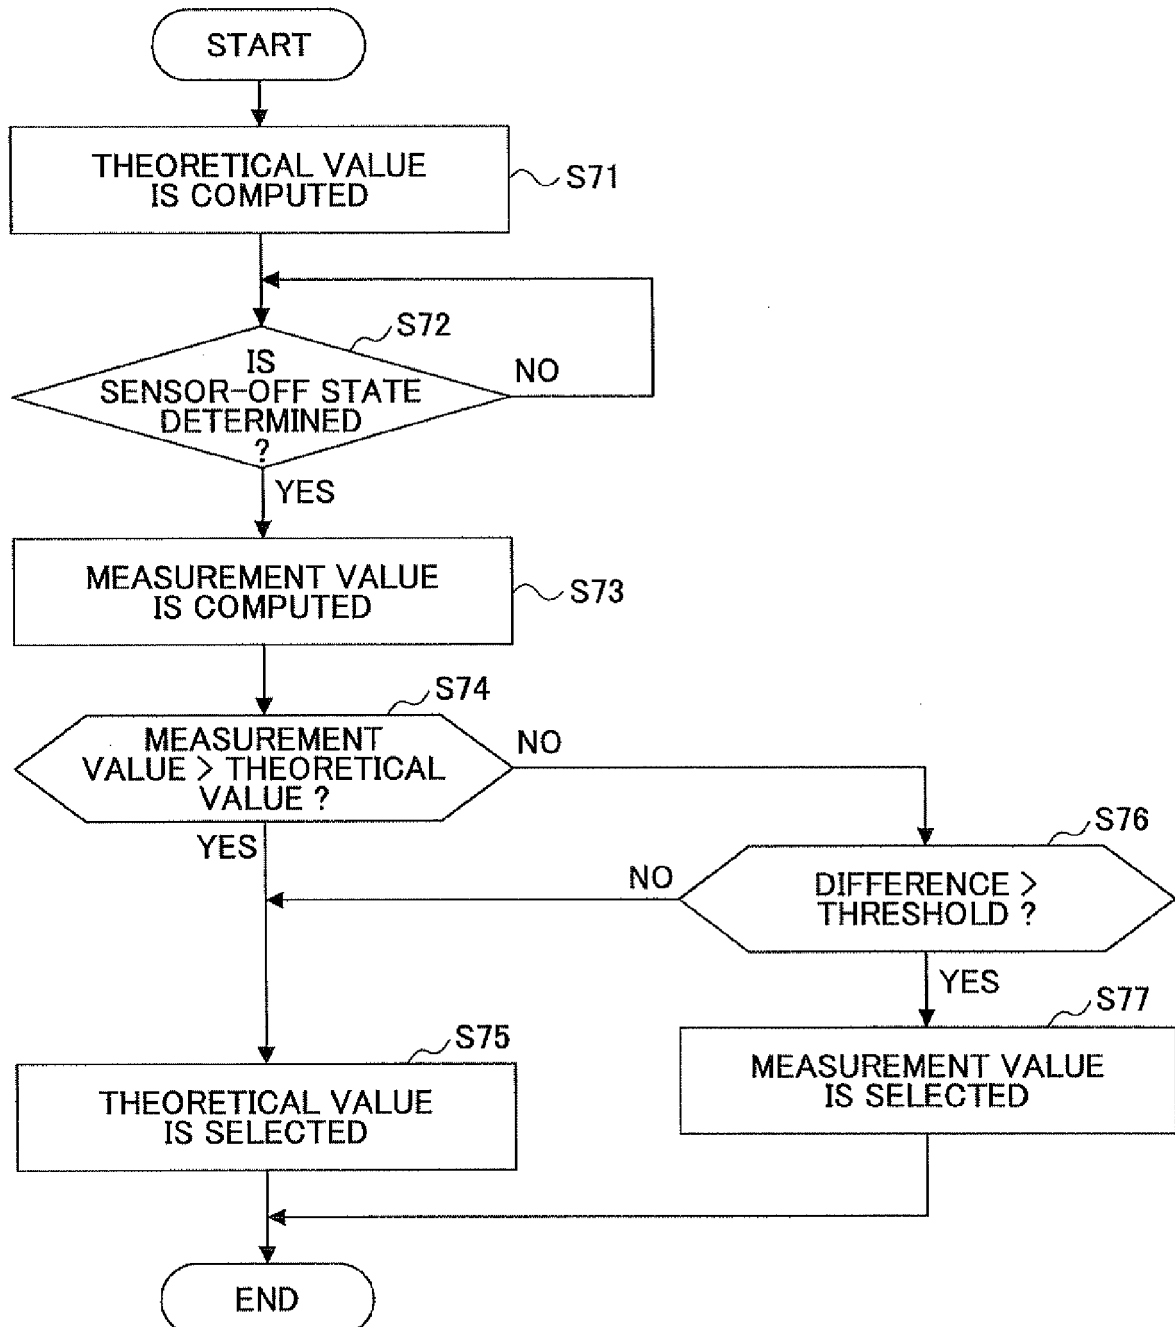 START
THEORETICAL VALUE
IS COMPUTED
S71
S72
IS
SENSOR-OFF STATE
DETERMINED
?
NO
YES
MEASUREMENT VALUE
IS COMPUTED
S73
S74
MEASUREMENT
VALUE > THEORETICAL
VALUE ?
NO
YES
S76
DIFFERENCE >
THRESHOLD ?
NO
YES
S75
THEORETICAL VALUE
IS SELECTED
S77
MEASUREMENT VALUE
IS SELECTED
END